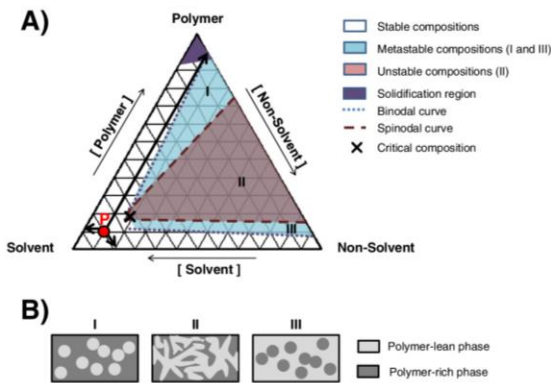 A)
Polymer
Stable compositions
Metastable compositions (I and III)
Unstable compositions (II)
Solidification region
Binodal curve
Spinodal curve
Critical composition
[ Polymer ]
[ Non-Solvent ]
I
II
III
P
Solvent
Non-Solvent
[ Solvent ]
B)
I
II
III
Polymer-lean phase
Polymer-rich phase